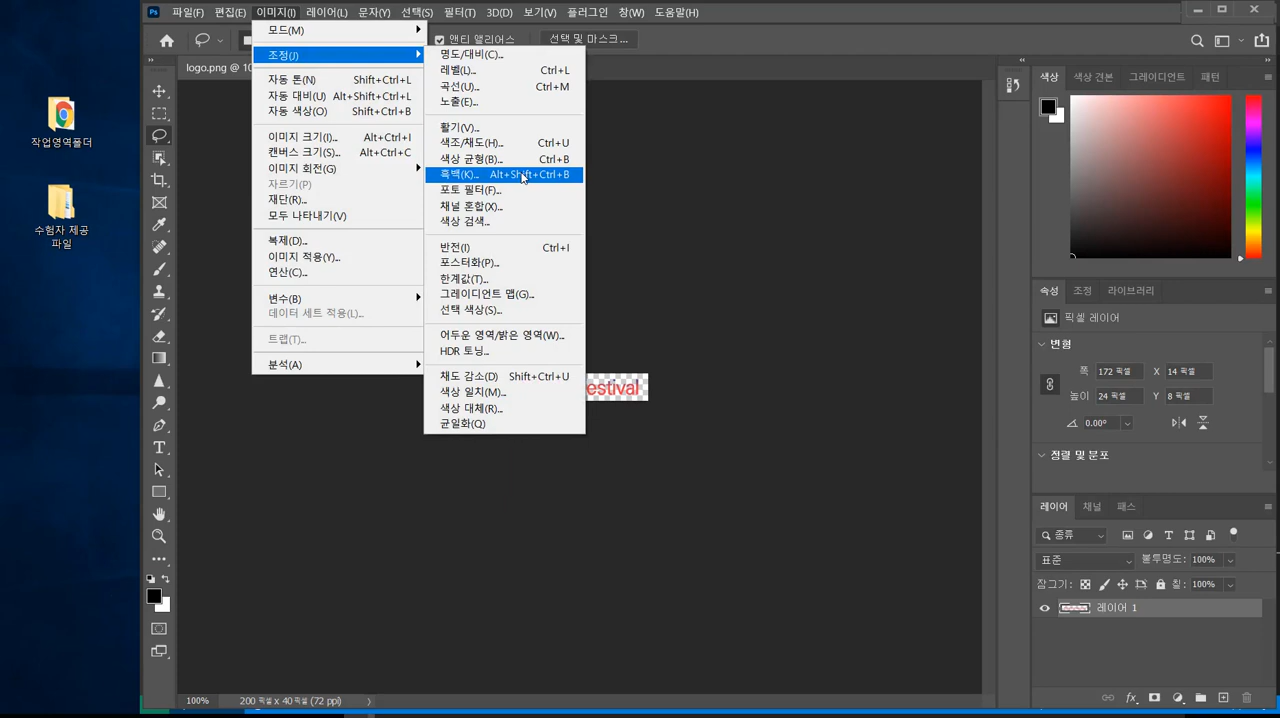 Ps 파일(F) 편집(E) 이미지(I) 레이어(L) 문자(Y) 선택(S) 필터(T) 3D(D) 보기(V) 플러그인 창(W) 도움말(H)
안티 앨리어스 선택 및 마스크...
logo.png @ 10
작업영역폴더
수험자 제공
파일
모드(M)
조정(J)
자동 톤(N) Shift+Ctrl+L
자동 대비(U) Alt+Shift+Ctrl+L
자동 색상(O) Shift+Ctrl+B
이미지 크기(I)... Alt+Ctrl+I
캔버스 크기(S)... Alt+Ctrl+C
이미지 회전(G)
자르기(P)
재단(R)...
모두 나타내기(V)
복제(D)...
이미지 적용(Y)...
연산(C)...
변수(B)
데이터 세트 적용(L)...
트랩(T)...
분석(A)
명도/대비(C)...
레벨(L)... Ctrl+L
곡선(U)... Ctrl+M
노출(E)...
활기(V)...
색조/채도(H)... Ctrl+U
색상 균형(B)... Ctrl+B
흑백(K)... Alt+Shift+Ctrl+B
포토 필터(F)...
채널 혼합(X)...
색상 검색...
반전(I) Ctrl+I
포스터화(P)...
한계값(T)...
그레이디언트 맵(G)...
선택 색상(S)...
어두운 영역/밝은 영역(W)...
HDR 토닝...
채도 감소(D) Shift+Ctrl+U
색상 일치(M)...
색상 대체(R)...
균일화(Q)
estival
색상 색상 견본 그레이디언트 패턴
속성 조정 라이브러리
픽셀 레이어
변형
폭 172 픽셀 X 14 픽셀
높이 24 픽셀 Y 8 픽셀
0.00°
정렬 및 분포
레이어 채널 패스
종류
표준 불투명도: 100%
잠그기: 칠: 100%
레이어 1
100% 200 픽셀 x 40 픽셀 (72 ppi)